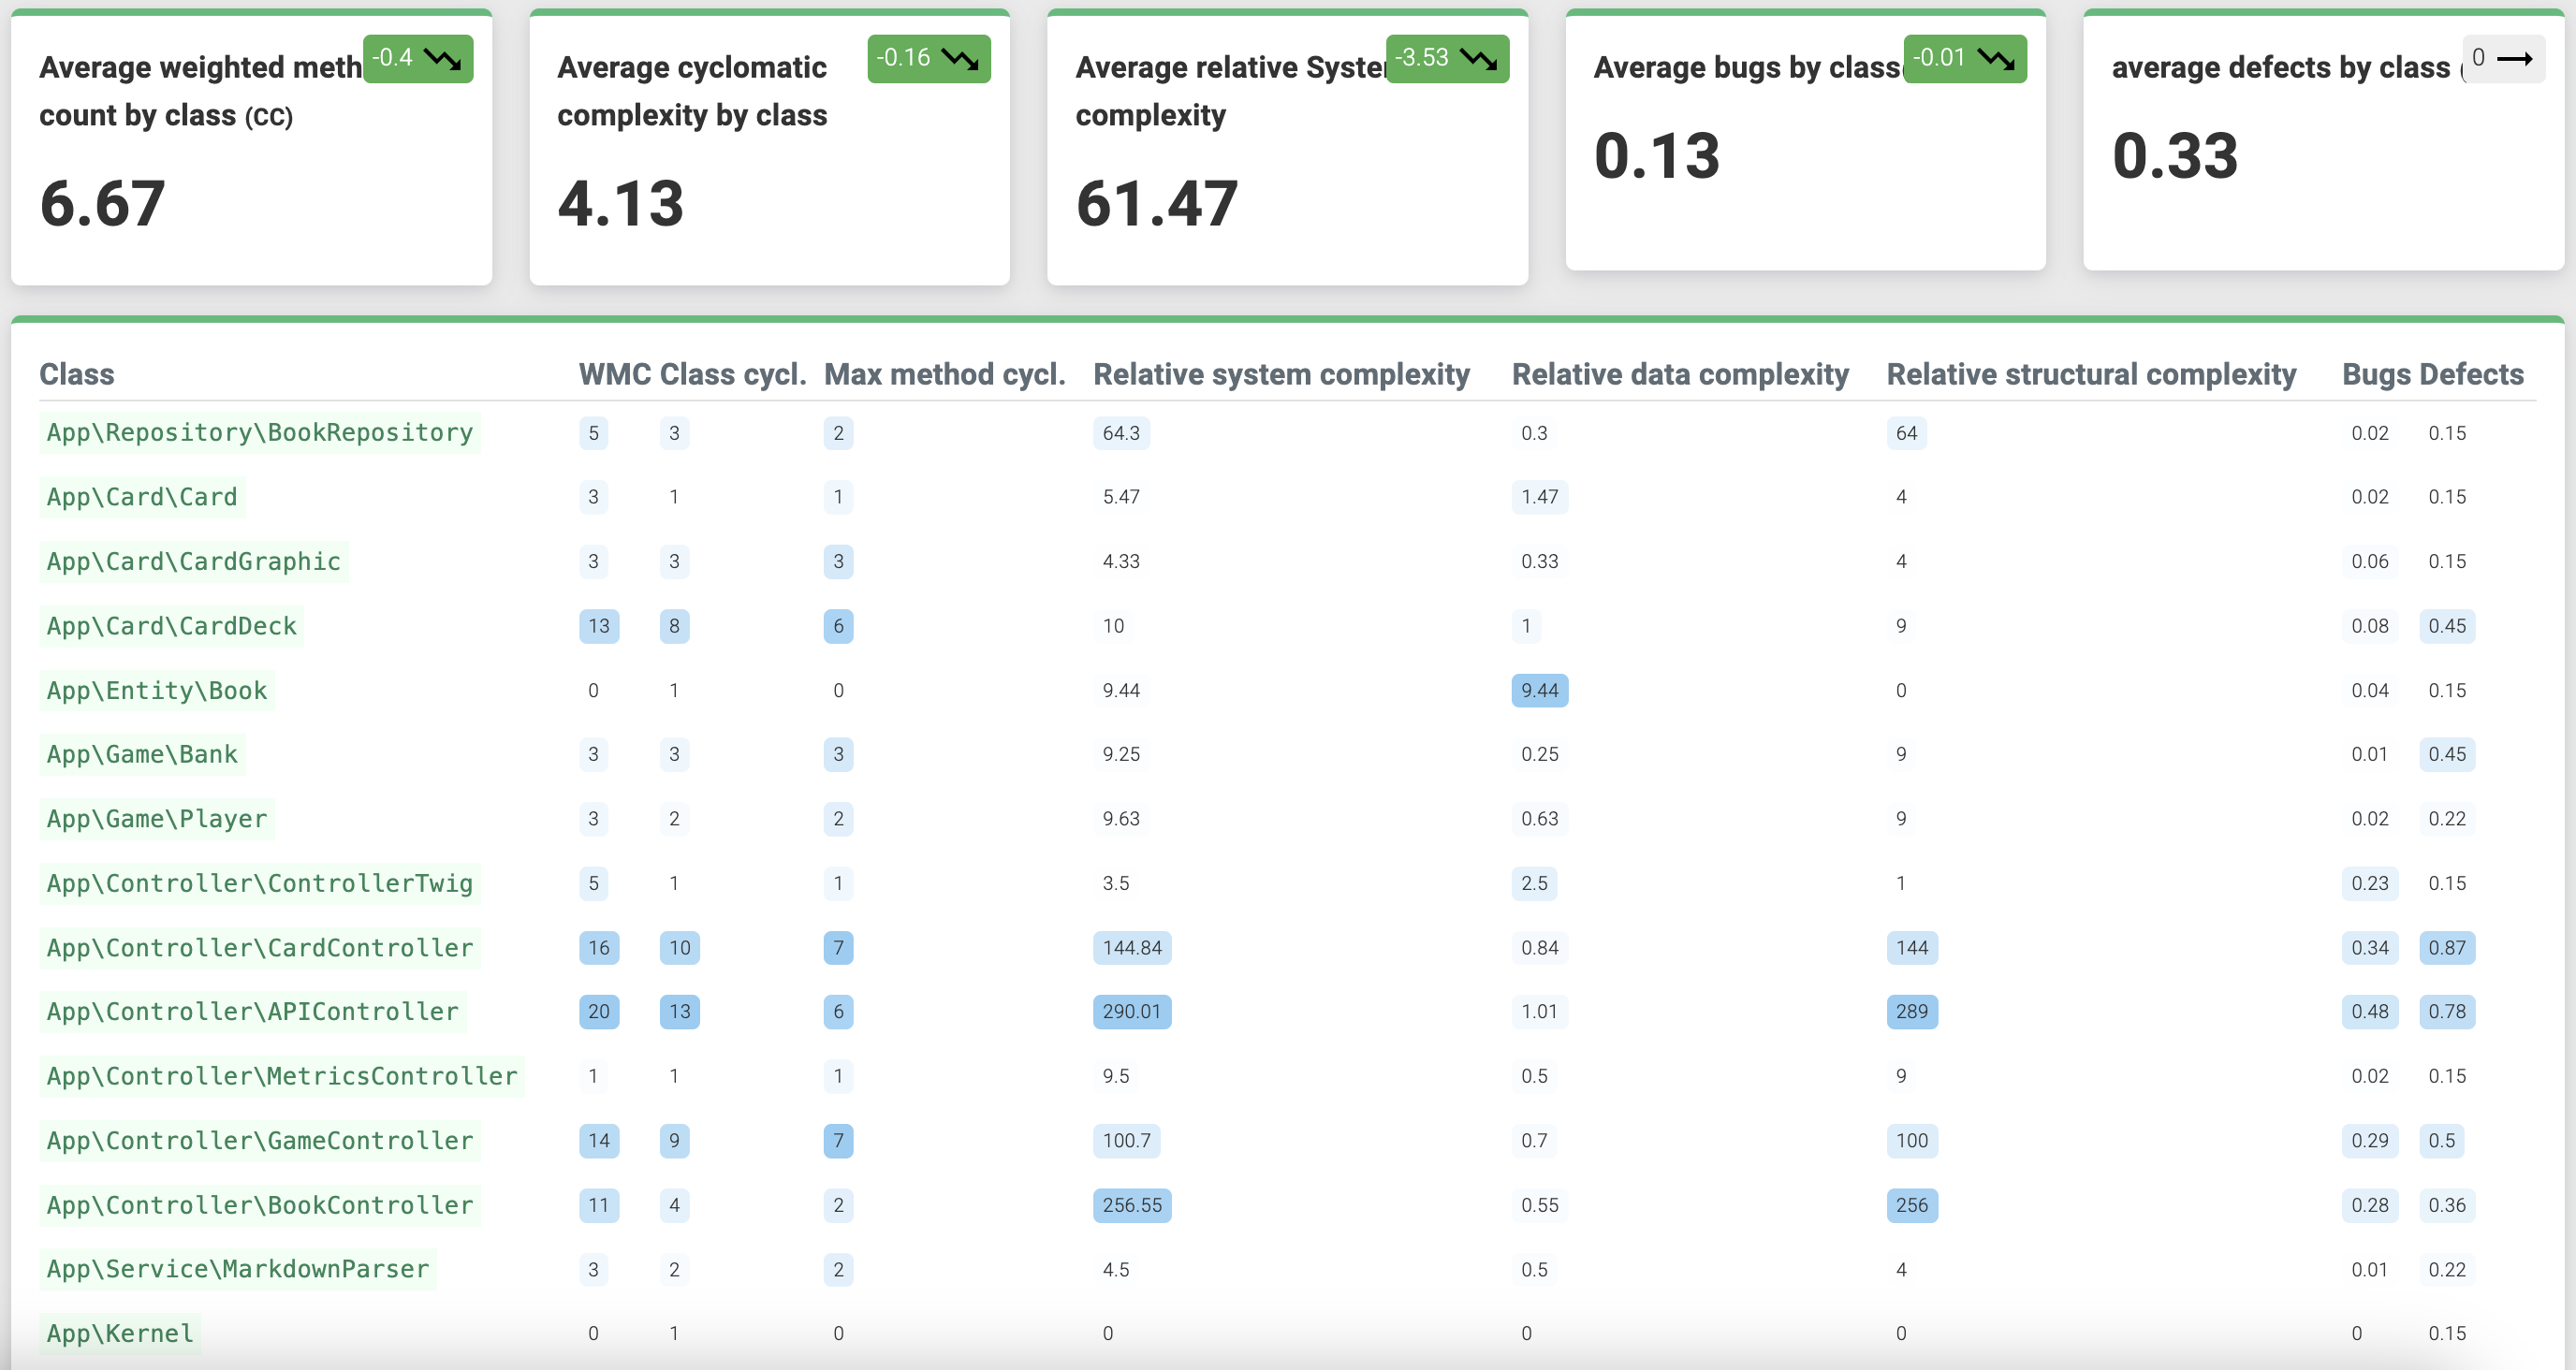 Average weighted meth -0.4
count by class (CC)
6.67
Average cyclomatic -0.16
complexity by class
4.13
Average relative Syste -3.53
complexity
61.47
Average bugs by class -0.01
0.13
average defects by class ( 0
0.33
Class WMC Class cycl. Max method cycl. Relative system complexity Relative data complexity Relative structural complexity Bugs Defects
App\Repository\BookRepository 5 3 2 64.3 0.3 64 0.02 0.15
App\Card\Card 3 1 1 5.47 1.47 4 0.02 0.15
App\Card\CardGraphic 3 3 3 4.33 0.33 4 0.06 0.15
App\Card\CardDeck 13 8 6 10 1 9 0.08 0.45
App\Entity\Book 0 1 0 9.44 9.44 0 0.04 0.15
App\Game\Bank 3 3 3 9.25 0.25 9 0.01 0.45
App\Game\Player 3 2 2 9.63 0.63 9 0.02 0.22
App\Controller\ControllerTwig 5 1 1 3.5 2.5 1 0.23 0.15
App\Controller\CardController 16 10 7 144.84 0.84 144 0.34 0.87
App\Controller\APIController 20 13 6 290.01 1.01 289 0.48 0.78
App\Controller\MetricsController 1 1 1 9.5 0.5 9 0.02 0.15
App\Controller\GameController 14 9 7 100.7 0.7 100 0.29 0.5
App\Controller\BookController 11 4 2 256.55 0.55 256 0.28 0.36
App\Service\MarkdownParser 3 2 2 4.5 0.5 4 0.01 0.22
App\Kernel 0 1 0 0 0 0 0 0.15